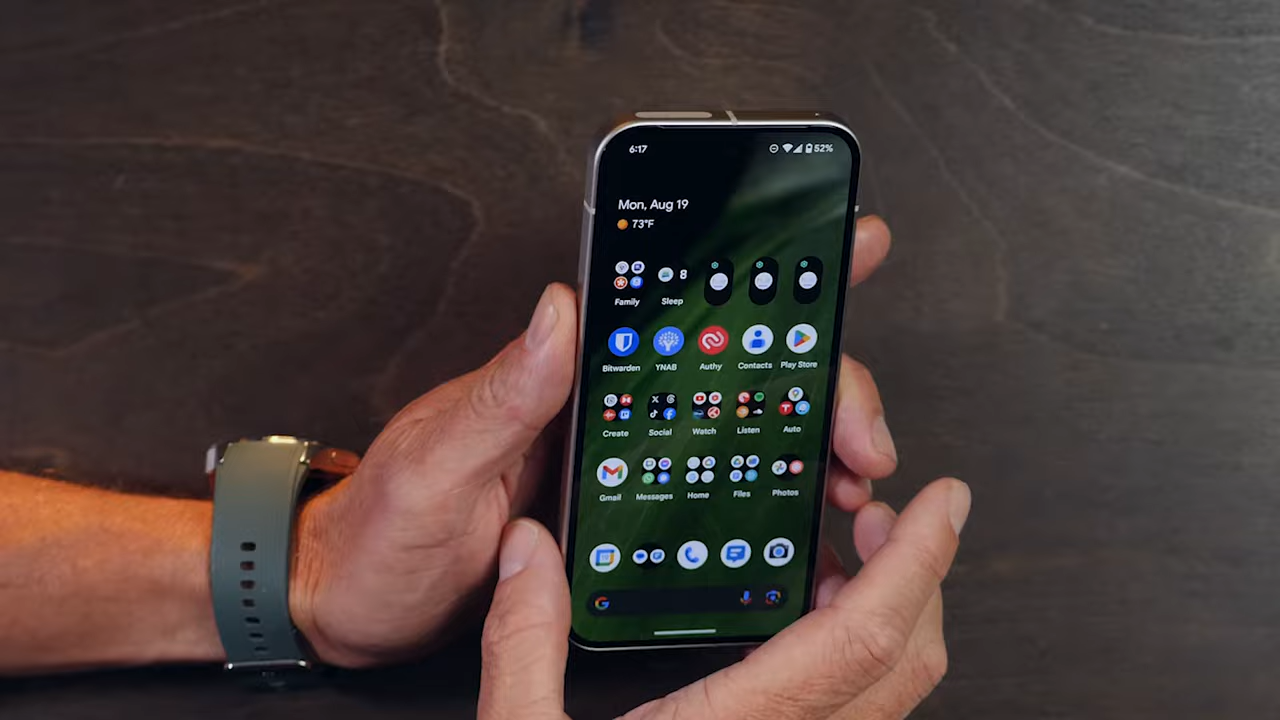 6:17 52%
Mon, Aug 19
73°F
Family Sleep 8
Bitwarden YNAB Authy Contacts Play Store
Create Social Watch Listen Auto
Gmail Messages Home Files Photos